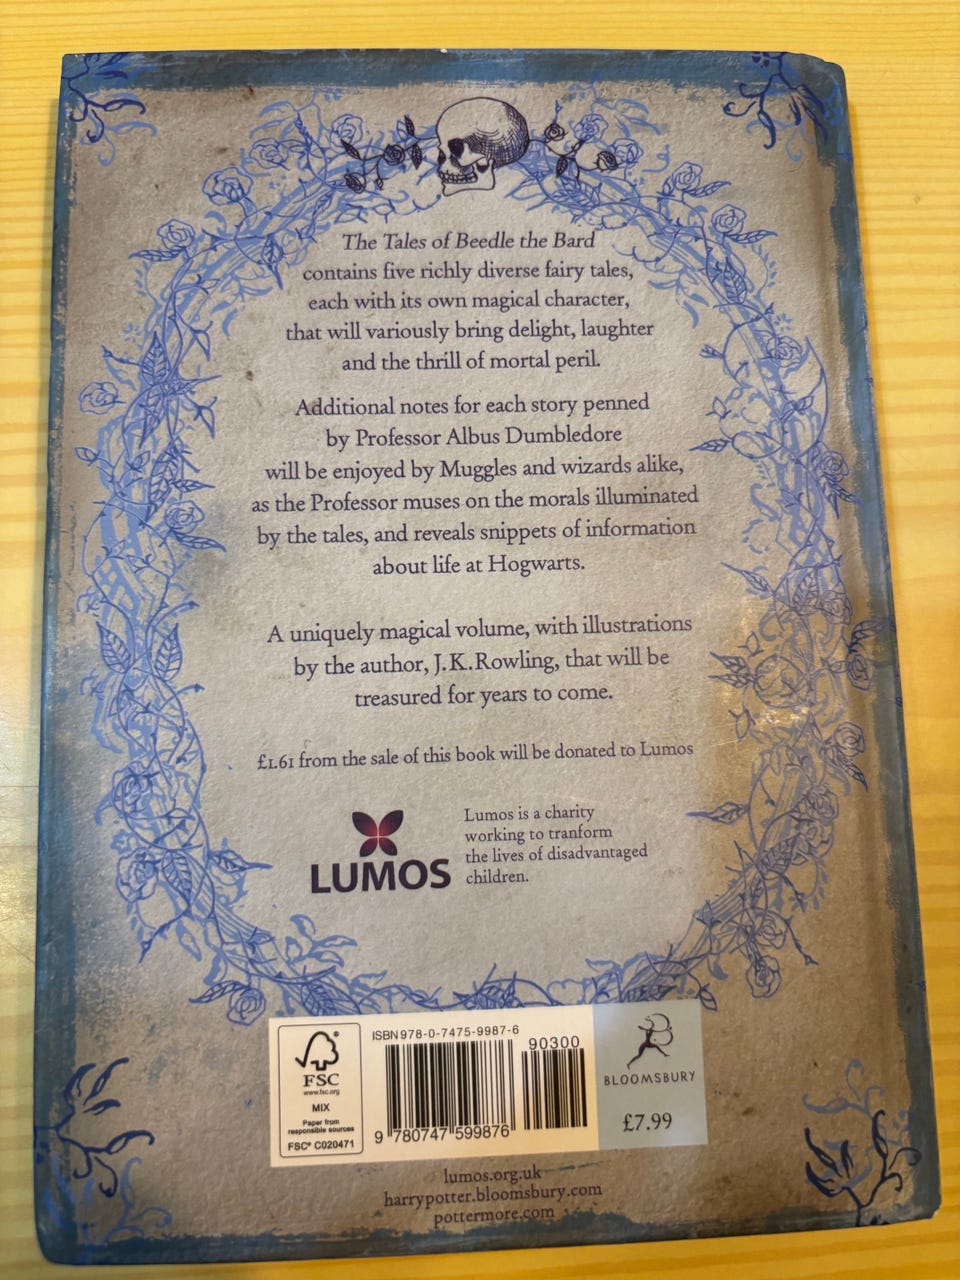 The Tales of Beedle the Bard
contains five richly diverse fairy tales,
each with its own magical character,
that will variously bring delight, laughter
and the thrill of mortal peril.
Additional notes for each story penned
by Professor Albus Dumbledore
will be enjoyed by Muggles and wizards alike,
as the Professor muses on the morals illuminated
by the tales, and reveals snippets of information
about life at Hogwarts.
A uniquely magical volume, with illustrations
by the author, J.K.Rowling, that will be
treasured for years to come.
£1.61 from the sale of this book will be donated to Lumos
LUMOS
Lumos is a charity
working to tranform
the lives of disadvantaged
children.
FSC
www.fsc.org
MIX
Paper from
responsible sources
FSC® C020471
ISBN 978-0-7475-9987-6
90300
9 780747 599876
BLOOMSBURY
£7.99
lumos.org.uk
harrypotter.bloomsbury.com
pottermore.com